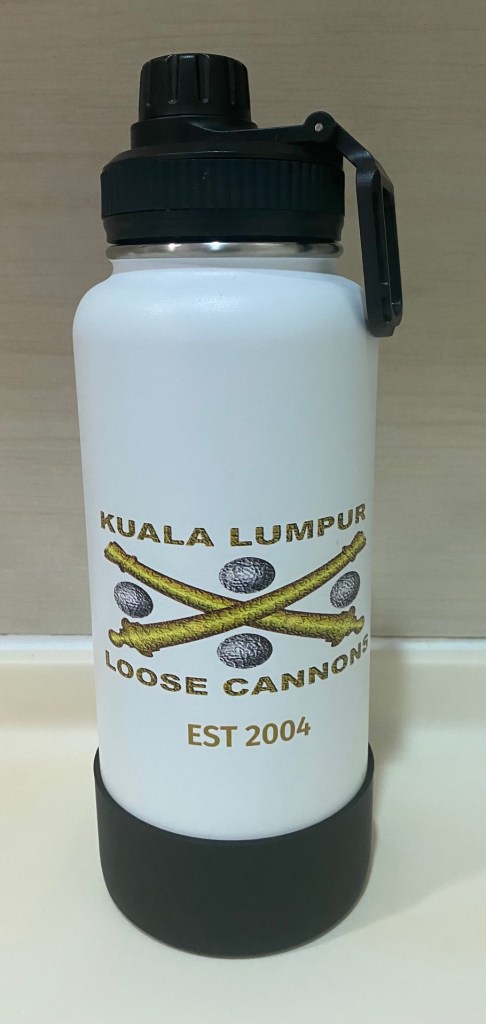 KUALA LUMPUR
LOOSE CANNONS
EST 2004